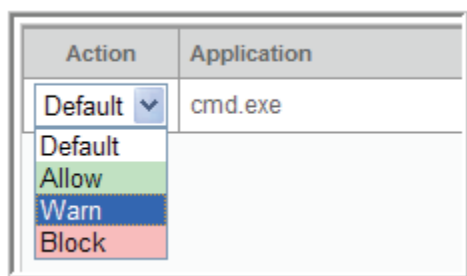 Action Application
Default cmd.exe
Default
Allow
Warn
Block